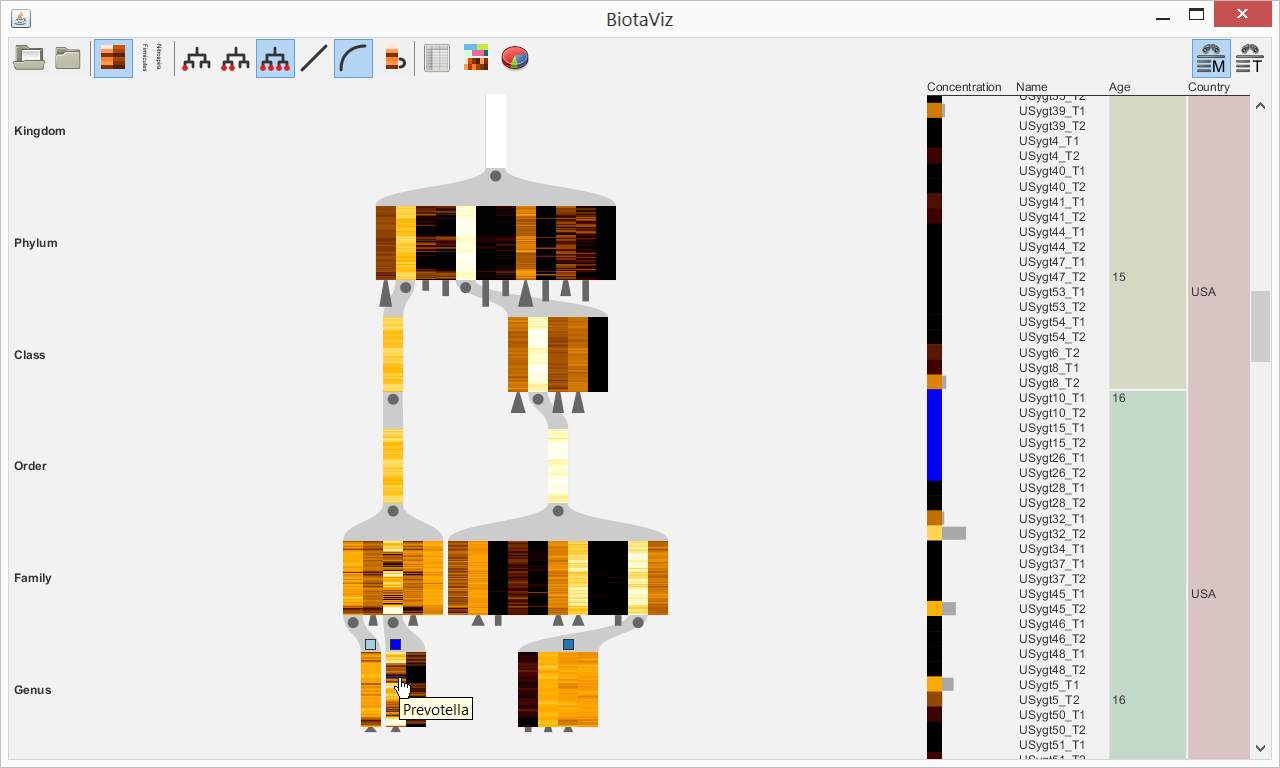 BiotaViz
Nitrospira
Firmicutes
M
T
Concentration Name Age Country
Kingdom
Phylum
Class
Order
Family
Genus
Prevotella
USygt35_T2
USygt39_T1
USygt39_T2
USygt4_T1
USygt4_T2
USygt40_T1
USygt40_T2
USygt41_T1
USygt41_T2
USygt44_T1
USygt44_T2
USygt47_T1
USygt47_T2 15
USygt53_T1 USA
USygt53_T2
USygt54_T1
USygt54_T2
USygt6_T2
USygt8_T1
USygt8_T2
USygt10_T1 16
USygt10_T2
USygt15_T1
USygt15_T2
USygt26_T1
USygt26_T2
USygt28_T1
USygt28_T2
USygt32_T1
USygt32_T2
USygt34_T1
USygt37_T1
USygt37_T2
USygt45_T1 USA
USygt45_T2
USygt46_T1
USygt46_T2
USygt48_T1
USygt48_T2
USygt5_T1
USygt5_T2 16
USygt50_T1
USygt50_T2
USygt51_T1
USygt51_T2